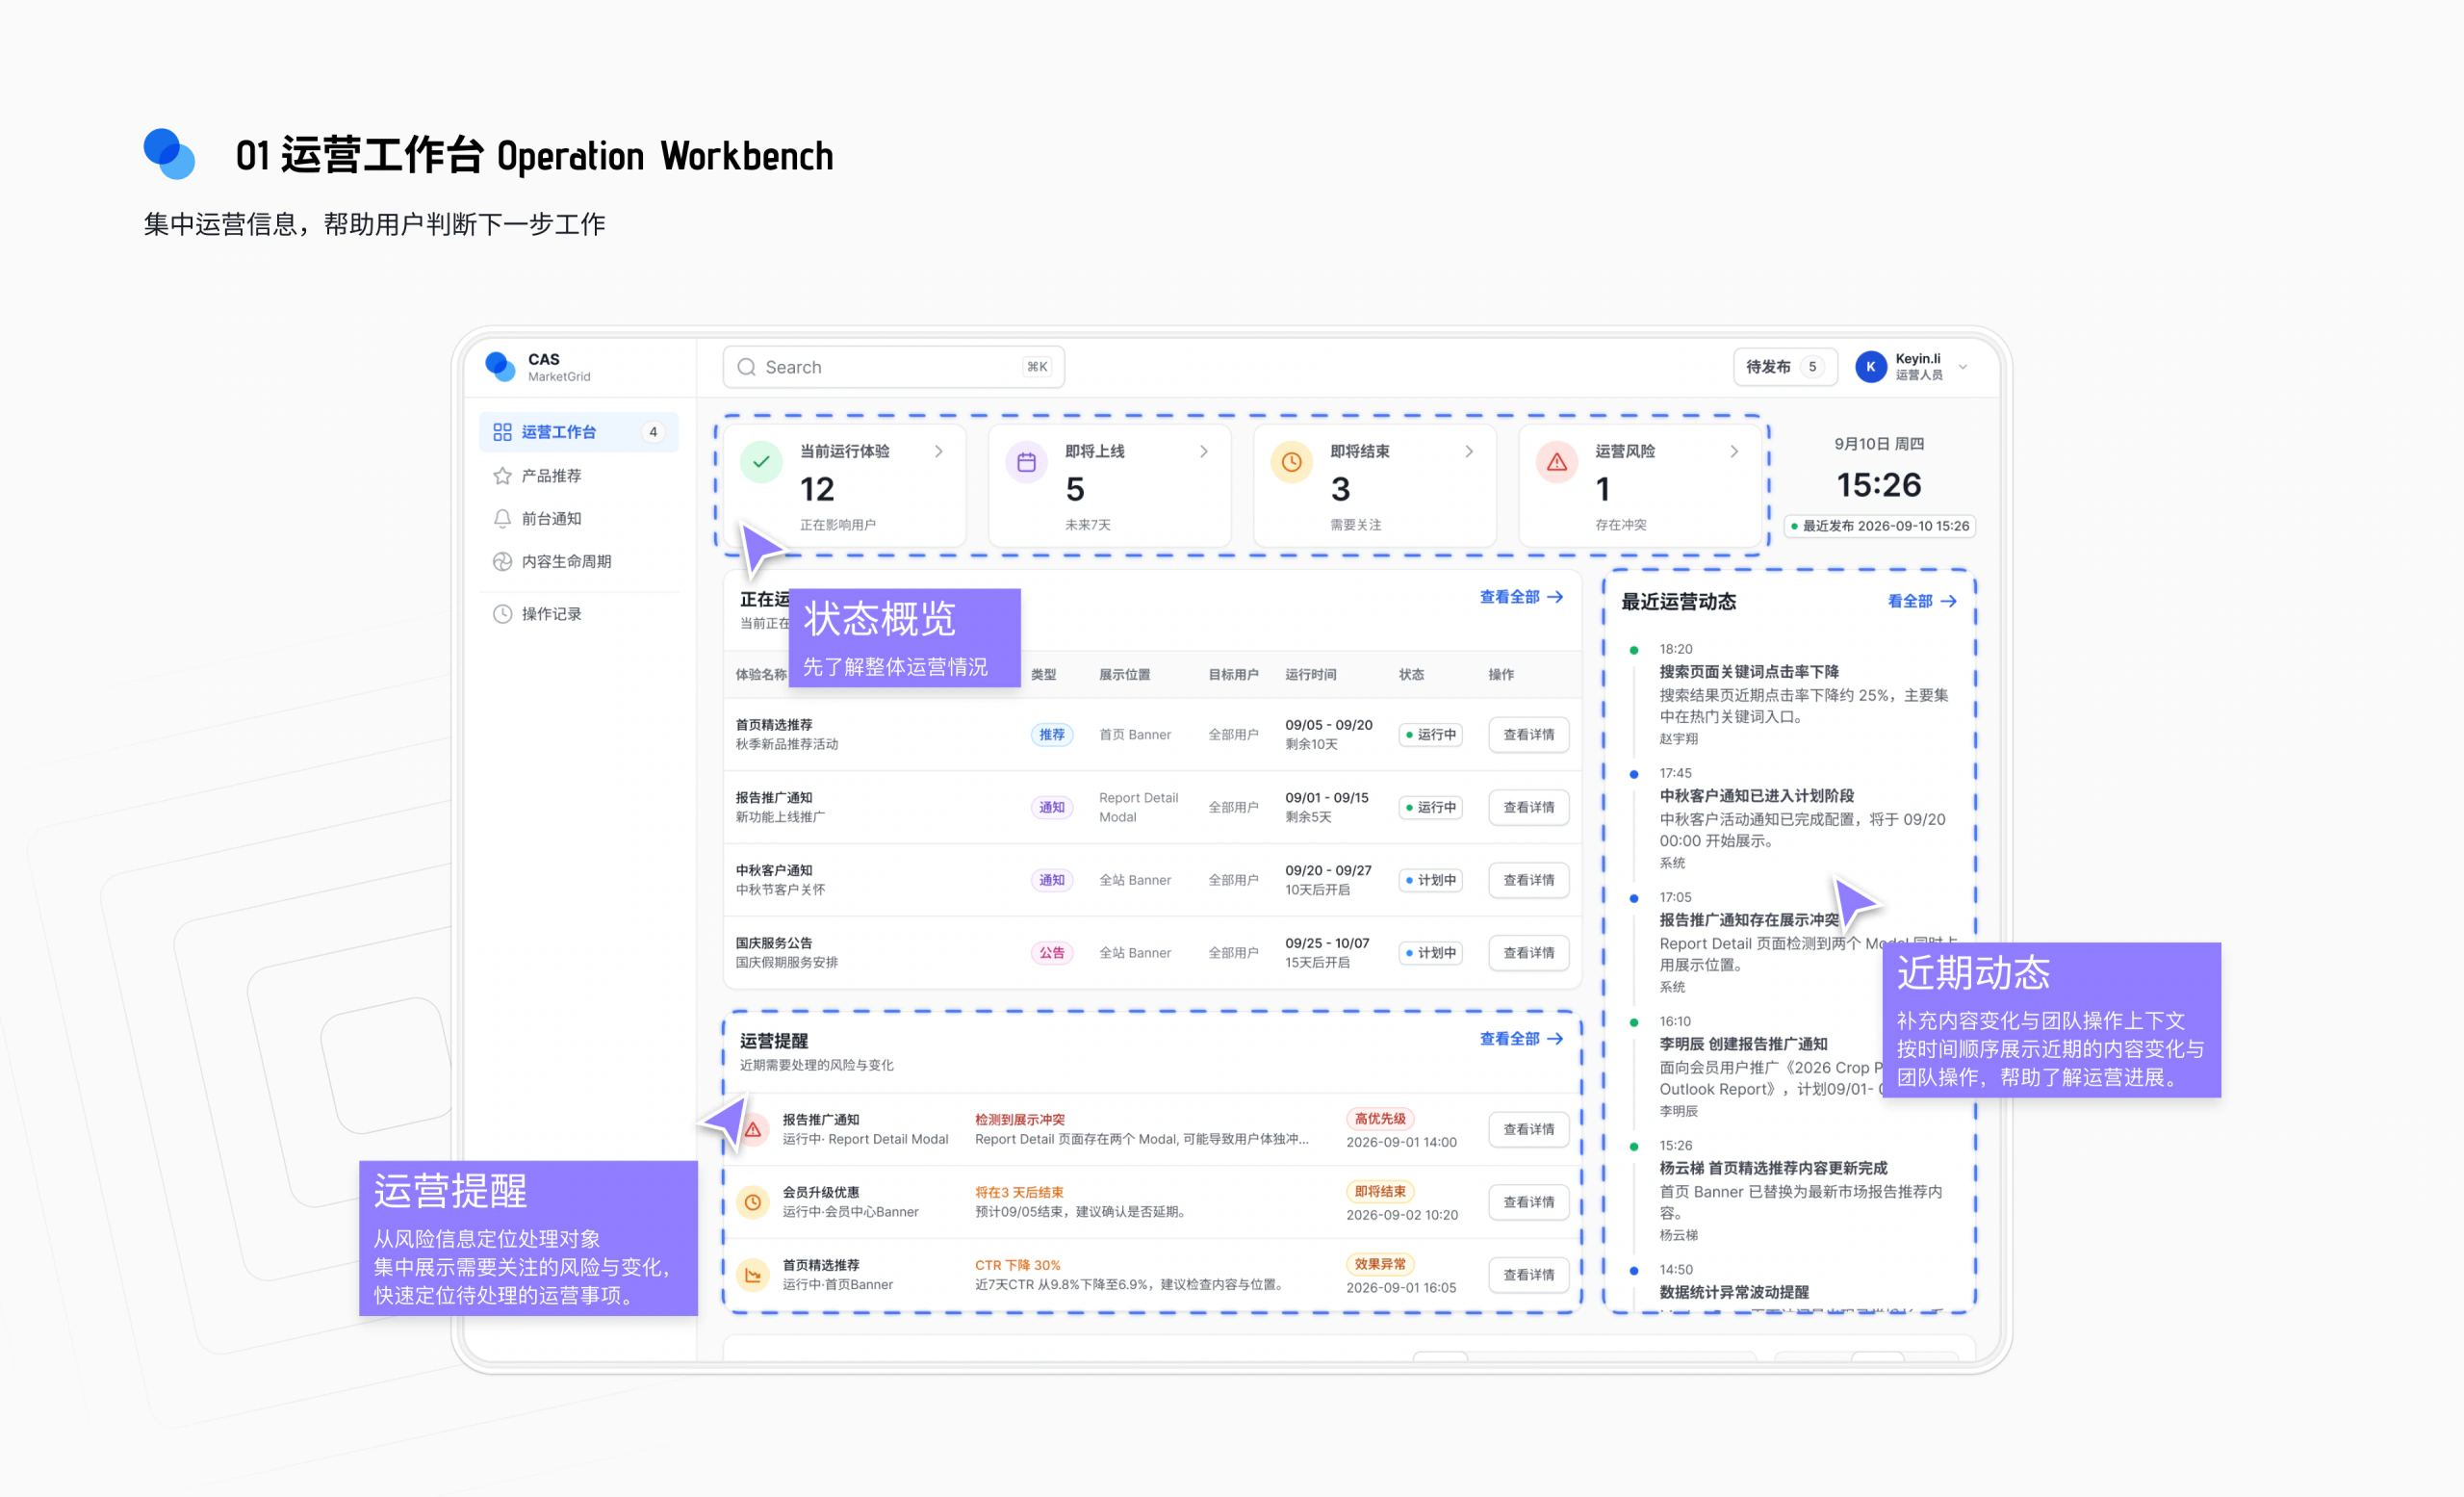 01 运营工作台 Operation Workbench
集中运营信息，帮助用户判断下一步工作
CAS
MarketGrid
Search
⌘K
待发布 5
K
Keyin.li
运营人员
运营工作台 4
产品推荐
前台通知
内容生命周期
操作记录
当前运行体验
12
正在影响用户
即将上线
5
未来7天
即将结束
3
需要关注
运营风险
1
存在冲突
9月10日 周四
15:26
最近发布 2026-09-10 15:26
状态概览
先了解整体运营情况
正在运
当前正在
查看全部
体验名称 类型 展示位置 目标用户 运行时间 状态 操作
首页精选推荐
秋季新品推荐活动
推荐
首页 Banner
全部用户
09/05 - 09/20
剩余10天
运行中
查看详情
报告推广通知
新功能上线推广
通知
Report Detail
Modal
全部用户
09/01 - 09/15
剩余5天
运行中
查看详情
中秋客户通知
中秋节客户关怀
通知
全站 Banner
全部用户
09/20 - 09/27
10天后开启
计划中
查看详情
国庆服务公告
国庆假期服务安排
公告
全站 Banner
全部用户
09/25 - 10/07
15天后开启
计划中
查看详情
运营提醒
近期需要处理的风险与变化
查看全部
报告推广通知
运行中· Report Detail Modal
检测到展示冲突
Report Detail 页面存在两个 Modal, 可能导致用户体独冲...
高优先级
2026-09-01 14:00
查看详情
会员升级优惠
运行中·会员中心Banner
将在3 天后结束
预计09/05结束，建议确认是否延期。
即将结束
2026-09-02 10:20
查看详情
首页精选推荐
运行中·首页Banner
CTR 下降 30%
近7天CTR 从9.8%下降至6.9%，建议检查内容与位置。
效果异常
2026-09-01 16:05
查看详情
运营提醒
从风险信息定位处理对象
集中展示需要关注的风险与变化，
快速定位待处理的运营事项。
最近运营动态
看全部
18:20
搜索页面关键词点击率下降
搜索结果页近期点击率下降约 25%，主要集
中在热门关键词入口。
赵宇翔
17:45
中秋客户通知已进入计划阶段
中秋客户活动通知已完成配置，将于 09/20
00:00 开始展示。
系统
17:05
报告推广通知存在展示冲突
Report Detail 页面检测到两个 Modal 同时占
用展示位置。
系统
16:10
李明辰 创建报告推广通知
面向会员用户推广《2026 Crop P
Outlook Report》，计划09/01-
李明辰
15:26
杨云梯 首页精选推荐内容更新完成
首页 Banner 已替换为最新市场报告推荐内
容。
杨云梯
14:50
数据统计异常波动提醒
近期动态
补充内容变化与团队操作上下文
按时间顺序展示近期的内容变化与
团队操作，帮助了解运营进展。